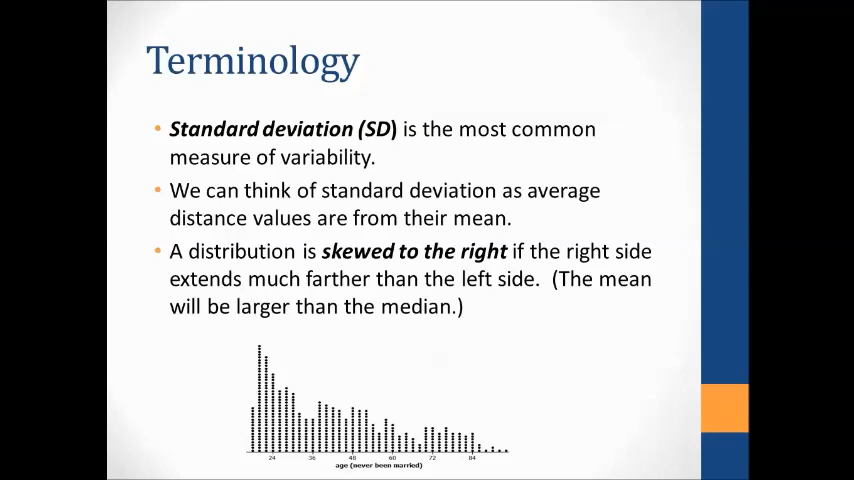 Terminology
• Standard deviation (SD) is the most common
measure of variability.
• We can think of standard deviation as average
distance values are from their mean.
• A distribution is skewed to the right if the right side
extends much farther than the left side.  (The mean
will be larger than the median.)
24 36 48 60 72 84
age (never been married)